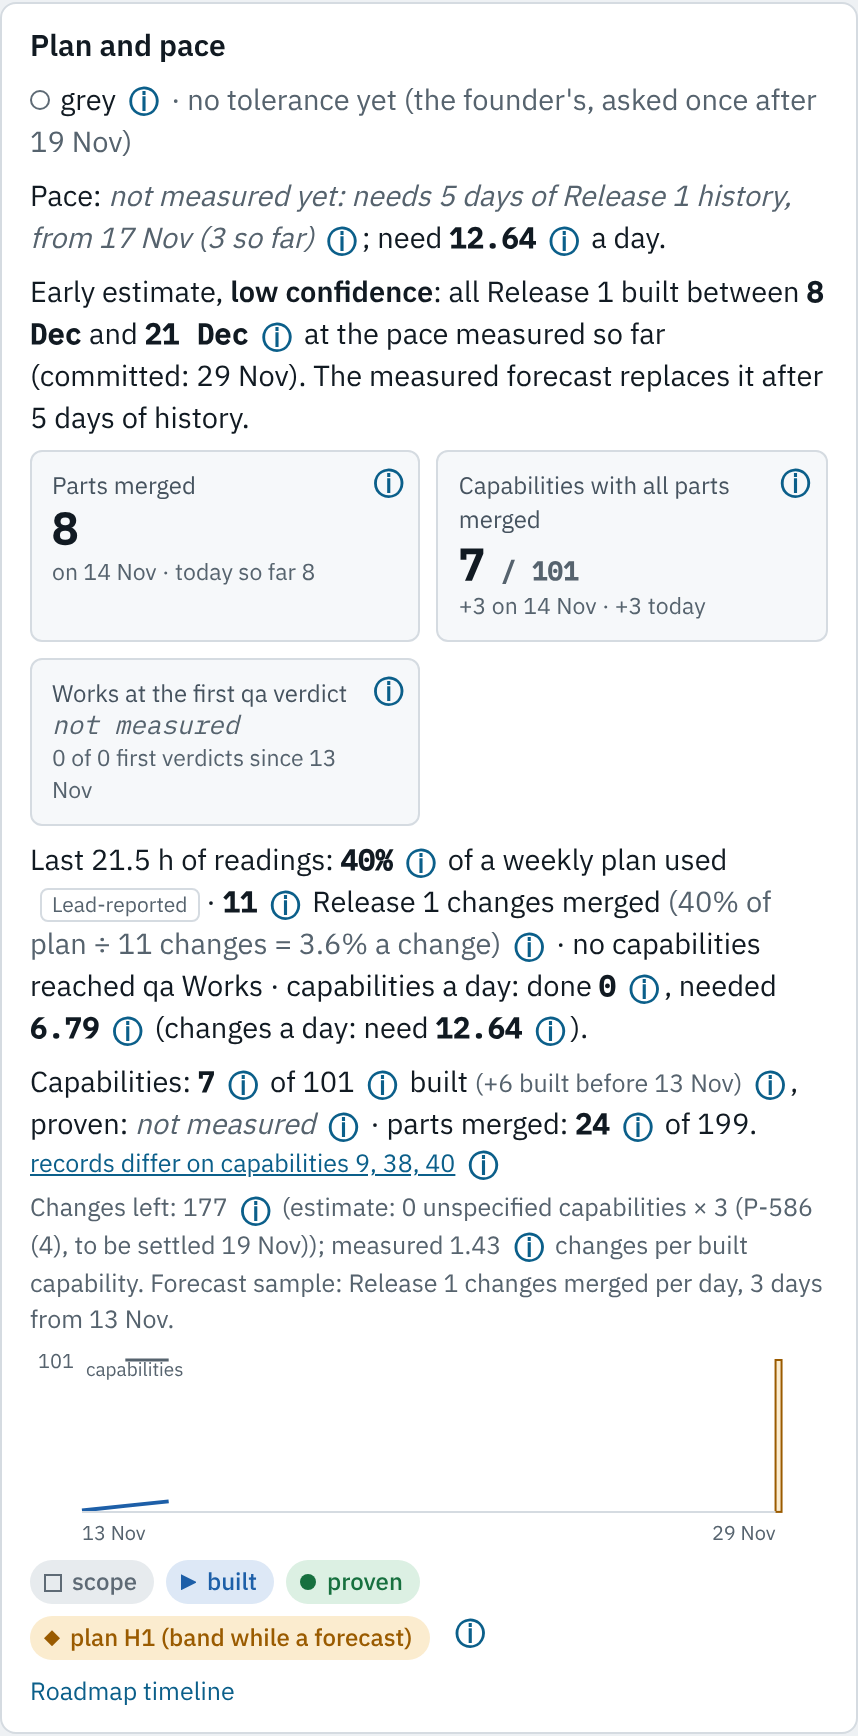 Plan and pace
grey ⓘ · no tolerance yet (the founder's, asked once after
19 Nov)
Pace: not measured yet: needs 5 days of Release 1 history,
from 17 Nov (3 so far) ⓘ; need 12.64 ⓘ a day.
Early estimate, low confidence: all Release 1 built between 8
Dec and 21 Dec ⓘ at the pace measured so far
(committed: 29 Nov). The measured forecast replaces it after
5 days of history.
Parts merged ⓘ
8
on 14 Nov · today so far 8
Capabilities with all parts ⓘ
merged
7 / 101
+3 on 14 Nov · +3 today
Works at the first qa verdict ⓘ
not measured
0 of 0 first verdicts since 13
Nov
Last 21.5 h of readings: 40% ⓘ of a weekly plan used
Lead-reported · 11 ⓘ Release 1 changes merged (40% of
plan ÷ 11 changes = 3.6% a change) ⓘ · no capabilities
reached qa Works · capabilities a day: done 0 ⓘ, needed
6.79 ⓘ (changes a day: need 12.64 ⓘ).
Capabilities: 7 ⓘ of 101 ⓘ built (+6 built before 13 Nov) ⓘ,
proven: not measured ⓘ · parts merged: 24 ⓘ of 199.
records differ on capabilities 9, 38, 40 ⓘ
Changes left: 177 ⓘ (estimate: 0 unspecified capabilities × 3 (P-586
(4), to be settled 19 Nov)); measured 1.43 ⓘ changes per built
capability. Forecast sample: Release 1 changes merged per day, 3 days
from 13 Nov.
101 capabilities
13 Nov 29 Nov
scope built proven
plan H1 (band while a forecast) ⓘ
Roadmap timeline